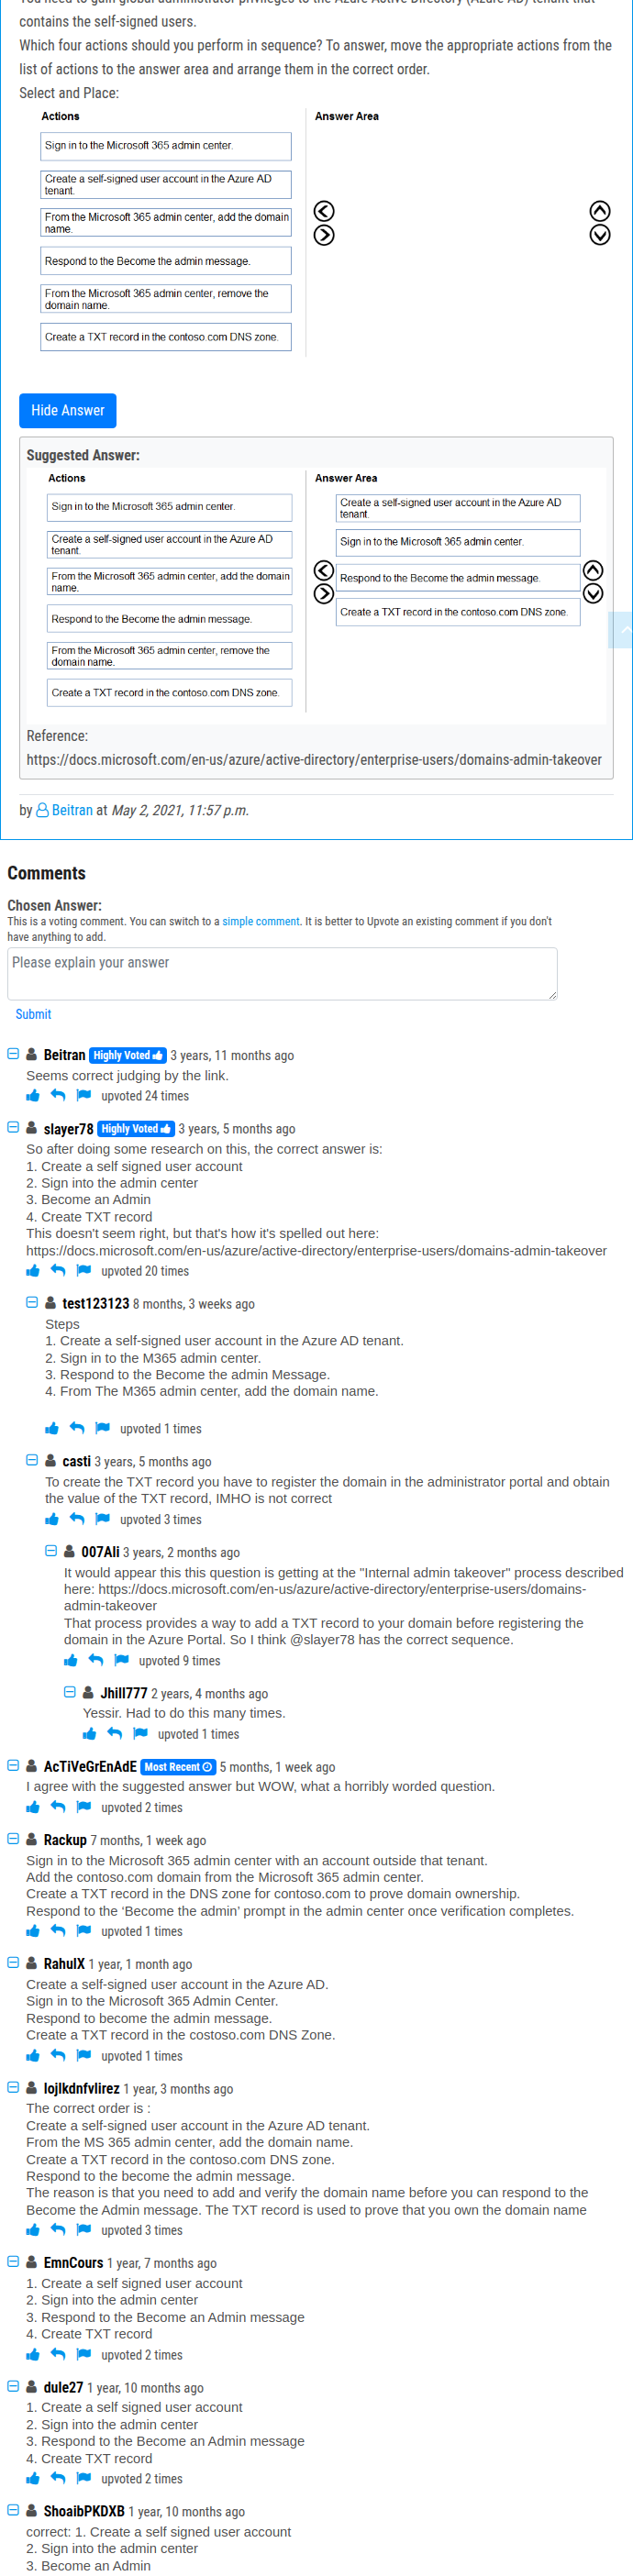 You need to gain global administrator privileges to the Azure Active Directory (Azure AD) tenant that
contains the self-signed users.
Which four actions should you perform in sequence? To answer, move the appropriate actions from the
list of actions to the answer area and arrange them in the correct order.
Select and Place:
Actions
Answer Area
Sign in to the Microsoft 365 admin center.
Create a self-signed user account in the Azure AD
tenant.
From the Microsoft 365 admin center, add the domain
name.
Respond to the Become the admin message.
From the Microsoft 365 admin center, remove the
domain name.
Create a TXT record in the contoso.com DNS zone.
Hide Answer
Suggested Answer:
Actions
Answer Area
Sign in to the Microsoft 365 admin center.
Create a self-signed user account in the Azure AD
tenant.
From the Microsoft 365 admin center, add the domain
name.
Respond to the Become the admin message.
From the Microsoft 365 admin center, remove the
domain name.
Create a TXT record in the contoso.com DNS zone.
Create a self-signed user account in the Azure AD
tenant.
Sign in to the Microsoft 365 admin center.
Respond to the Become the admin message.
Create a TXT record in the contoso.com DNS zone.
Reference:
https://docs.microsoft.com/en-us/azure/active-directory/enterprise-users/domains-admin-takeover
by Beitran at May 2, 2021, 11:57 p.m.
Comments
Chosen Answer:
This is a voting comment. You can switch to a simple comment. It is better to Upvote an existing comment if you don't
have anything to add.
Please explain your answer
Submit
Beitran Highly Voted 3 years, 11 months ago
Seems correct judging by the link.
upvoted 24 times
slayer78 Highly Voted 3 years, 5 months ago
So after doing some research on this, the correct answer is:
1. Create a self signed user account
2. Sign into the admin center
3. Become an Admin
4. Create TXT record
This doesn't seem right, but that's how it's spelled out here:
https://docs.microsoft.com/en-us/azure/active-directory/enterprise-users/domains-admin-takeover
upvoted 20 times
test123123 8 months, 3 weeks ago
Steps
1. Create a self-signed user account in the Azure AD tenant.
2. Sign in to the M365 admin center.
3. Respond to the Become the admin Message.
4. From The M365 admin center, add the domain name.
upvoted 1 times
casti 3 years, 5 months ago
To create the TXT record you have to register the domain in the administrator portal and obtain
the value of the TXT record, IMHO is not correct
upvoted 3 times
007Ali 3 years, 2 months ago
It would appear this this question is getting at the "Internal admin takeover" process described
here: https://docs.microsoft.com/en-us/azure/active-directory/enterprise-users/domains-
admin-takeover
That process provides a way to add a TXT record to your domain before registering the
domain in the Azure Portal. So I think @slayer78 has the correct sequence.
upvoted 9 times
Jhill777 2 years, 4 months ago
Yessir. Had to do this many times.
upvoted 1 times
AcTiVeGrEnAdE Most Recent 5 months, 1 week ago
I agree with the suggested answer but WOW, what a horribly worded question.
upvoted 2 times
Rackup 7 months, 1 week ago
Sign in to the Microsoft 365 admin center with an account outside that tenant.
Add the contoso.com domain from the Microsoft 365 admin center.
Create a TXT record in the DNS zone for contoso.com to prove domain ownership.
Respond to the ‘Become the admin’ prompt in the admin center once verification completes.
upvoted 1 times
RahulX 1 year, 1 month ago
Create a self-signed user account in the Azure AD.
Sign in to the Microsoft 365 Admin Center.
Respond to become the admin message.
Create a TXT record in the costoso.com DNS Zone.
upvoted 1 times
lojlkdnfvlirez 1 year, 3 months ago
The correct order is :
Create a self-signed user account in the Azure AD tenant.
From the MS 365 admin center, add the domain name.
Create a TXT record in the contoso.com DNS zone.
Respond to the become the admin message.
The reason is that you need to add and verify the domain name before you can respond to the
Become the Admin message. The TXT record is used to prove that you own the domain name
upvoted 3 times
EmnCours 1 year, 7 months ago
1. Create a self signed user account
2. Sign into the admin center
3. Respond to the Become an Admin message
4. Create TXT record
upvoted 2 times
dule27 1 year, 10 months ago
1. Create a self signed user account
2. Sign into the admin center
3. Respond to the Become an Admin message
4. Create TXT record
upvoted 2 times
ShoaibPKDXB 1 year, 10 months ago
correct: 1. Create a self signed user account
2. Sign into the admin center
3. Become an Admin